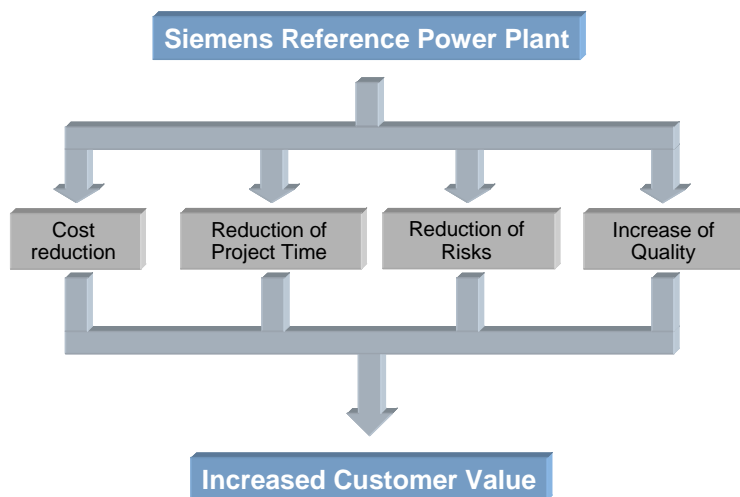 Siemens Reference Power Plant
Cost
reduction
Reduction of
Project Time
Reduction of
Risks
Increase of
Quality
Increased Customer Value